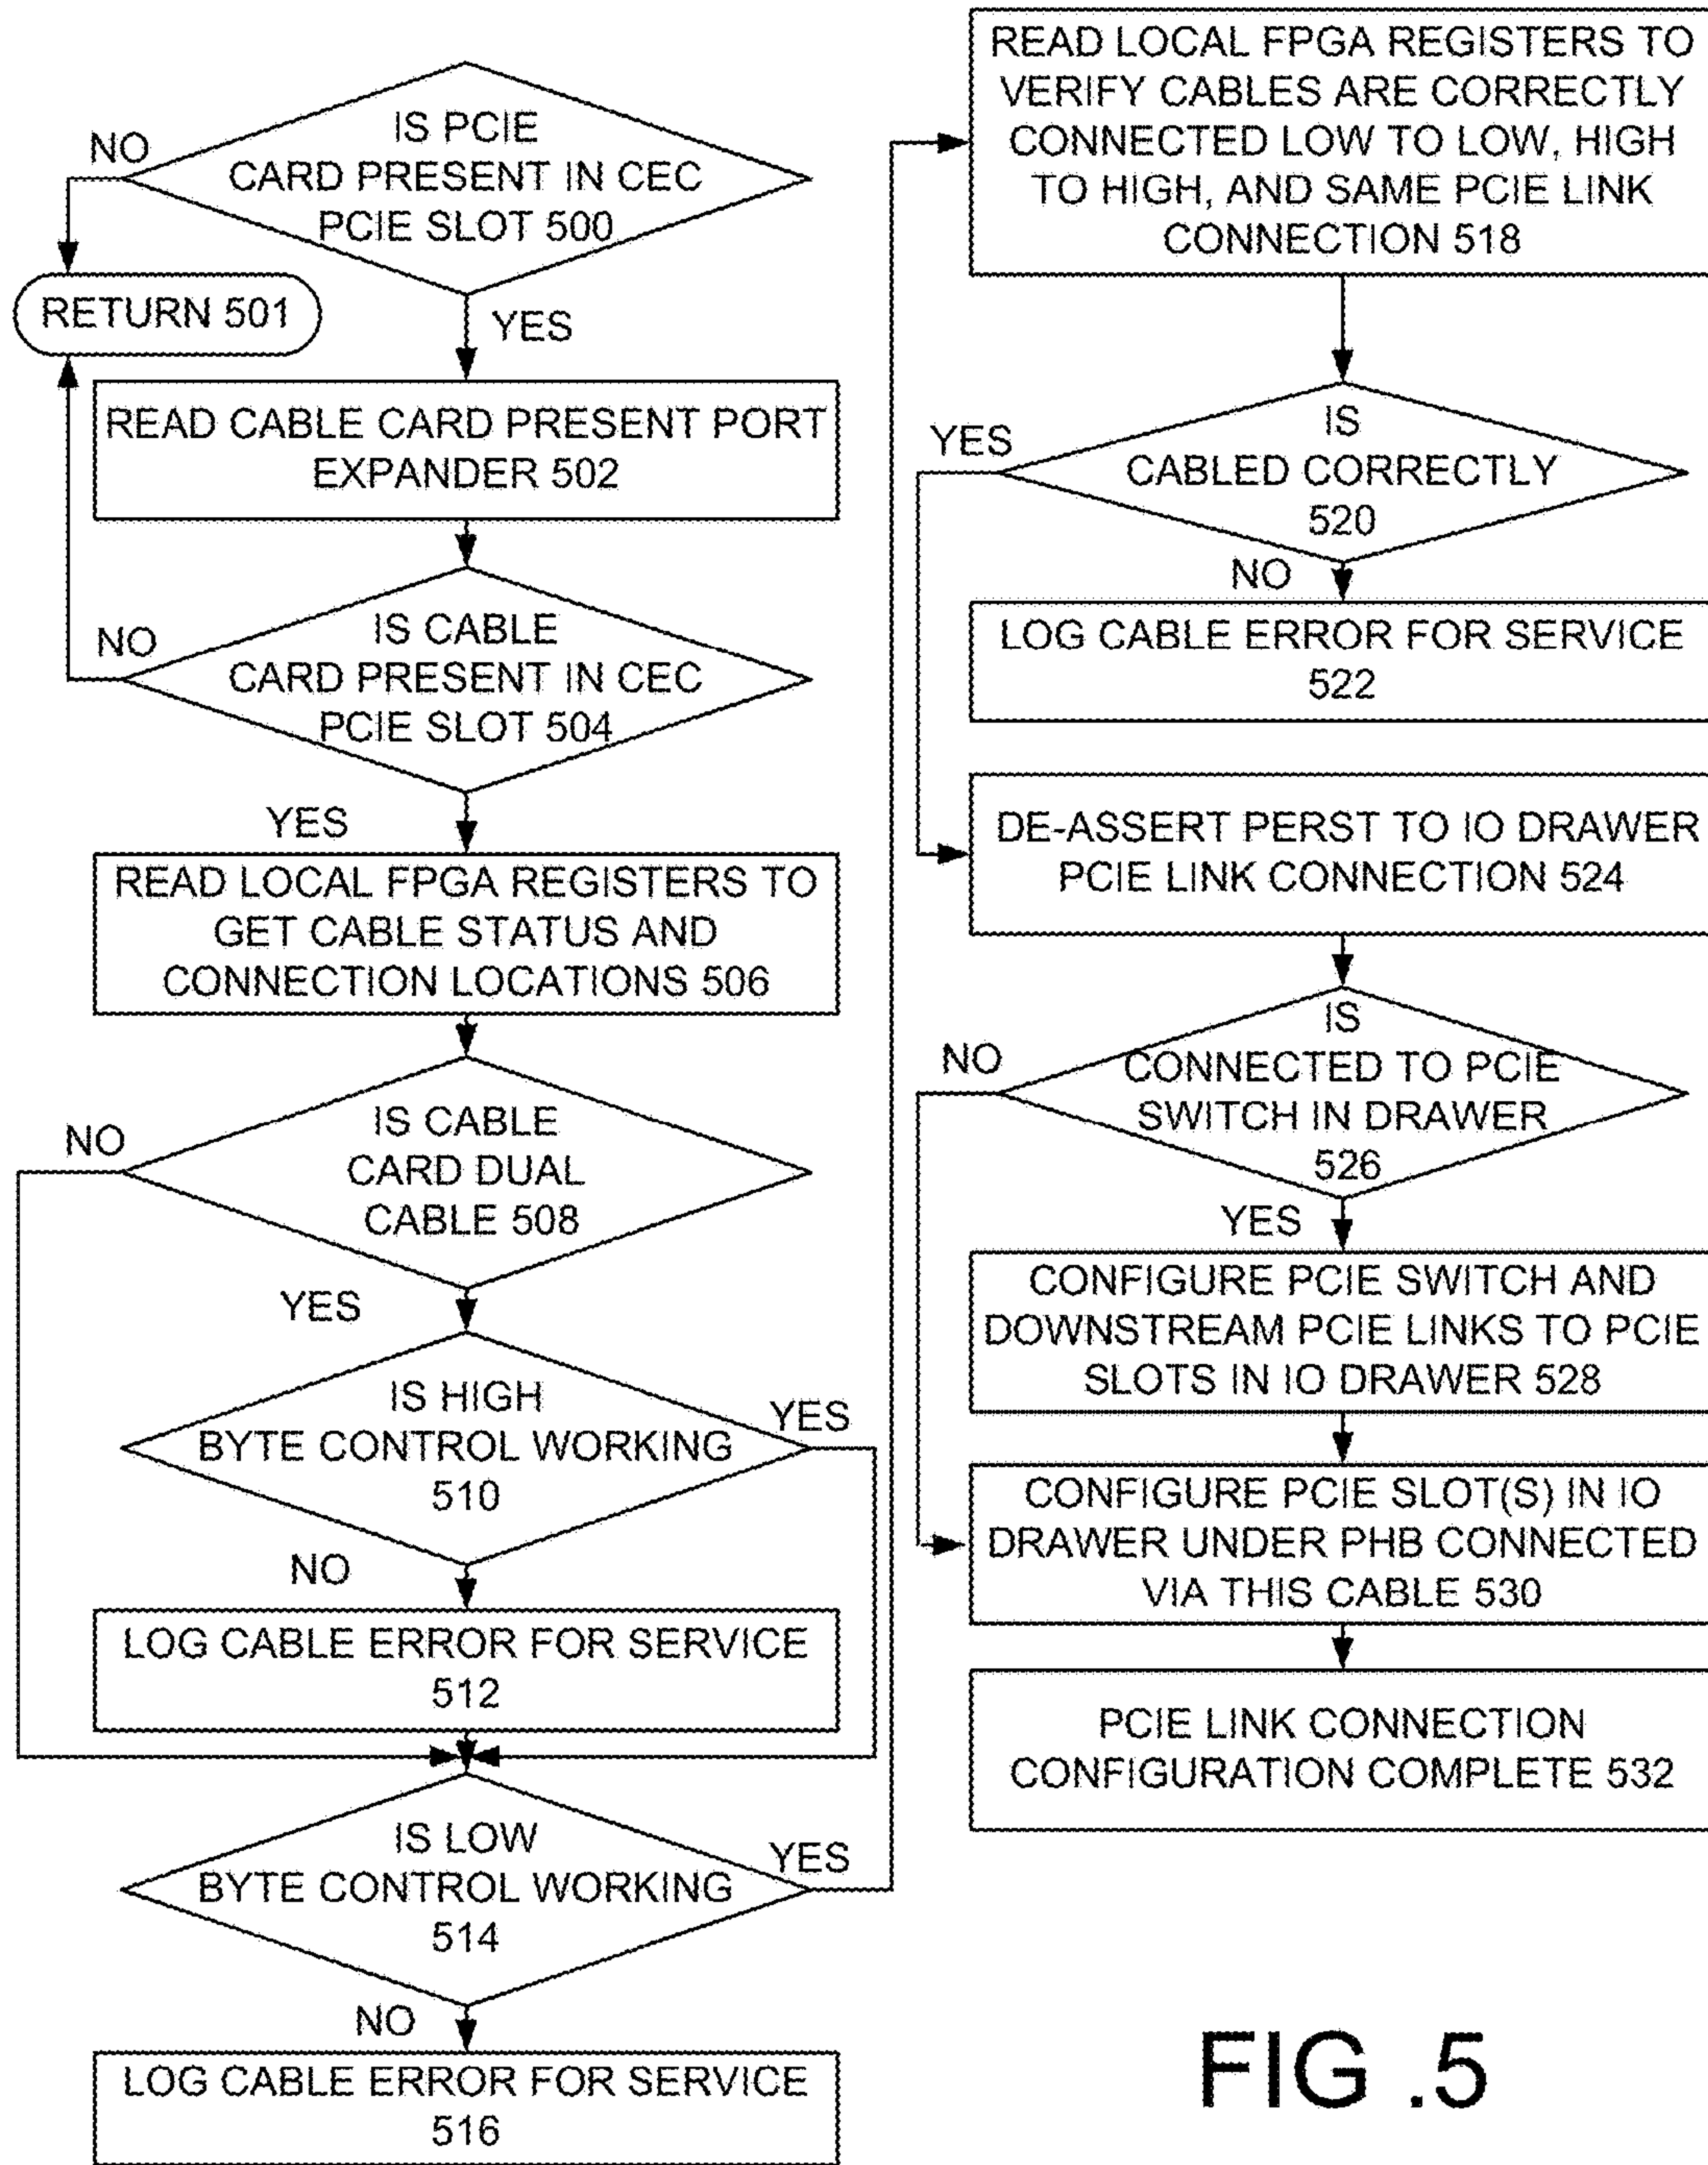 IS PCIE
CARD PRESENT IN CEC
PCIE SLOT 500
NO
YES
RETURN 501
READ CABLE CARD PRESENT PORT
EXPANDER 502
IS CABLE
CARD PRESENT IN CEC
PCIE SLOT 504
NO
YES
READ LOCAL FPGA REGISTERS TO
GET CABLE STATUS AND
CONNECTION LOCATIONS 506
IS CABLE
CARD DUAL
CABLE 508
NO
YES
IS HIGH
BYTE CONTROL WORKING
510
YES
NO
LOG CABLE ERROR FOR SERVICE
512
IS LOW
BYTE CONTROL WORKING
514
YES
NO
LOG CABLE ERROR FOR SERVICE
516
READ LOCAL FPGA REGISTERS TO
VERIFY CABLES ARE CORRECTLY
CONNECTED LOW TO LOW, HIGH
TO HIGH, AND SAME PCIE LINK
CONNECTION 518
IS
CABLED CORRECTLY
520
YES
NO
LOG CABLE ERROR FOR SERVICE
522
DE-ASSERT PERST TO IO DRAWER
PCIE LINK CONNECTION 524
IS
CONNECTED TO PCIE
SWITCH IN DRAWER
526
NO
YES
CONFIGURE PCIE SWITCH AND
DOWNSTREAM PCIE LINKS TO PCIE
SLOTS IN IO DRAWER 528
CONFIGURE PCIE SLOT(S) IN IO
DRAWER UNDER PHB CONNECTED
VIA THIS CABLE 530
PCIE LINK CONNECTION
CONFIGURATION COMPLETE 532
FIG .5